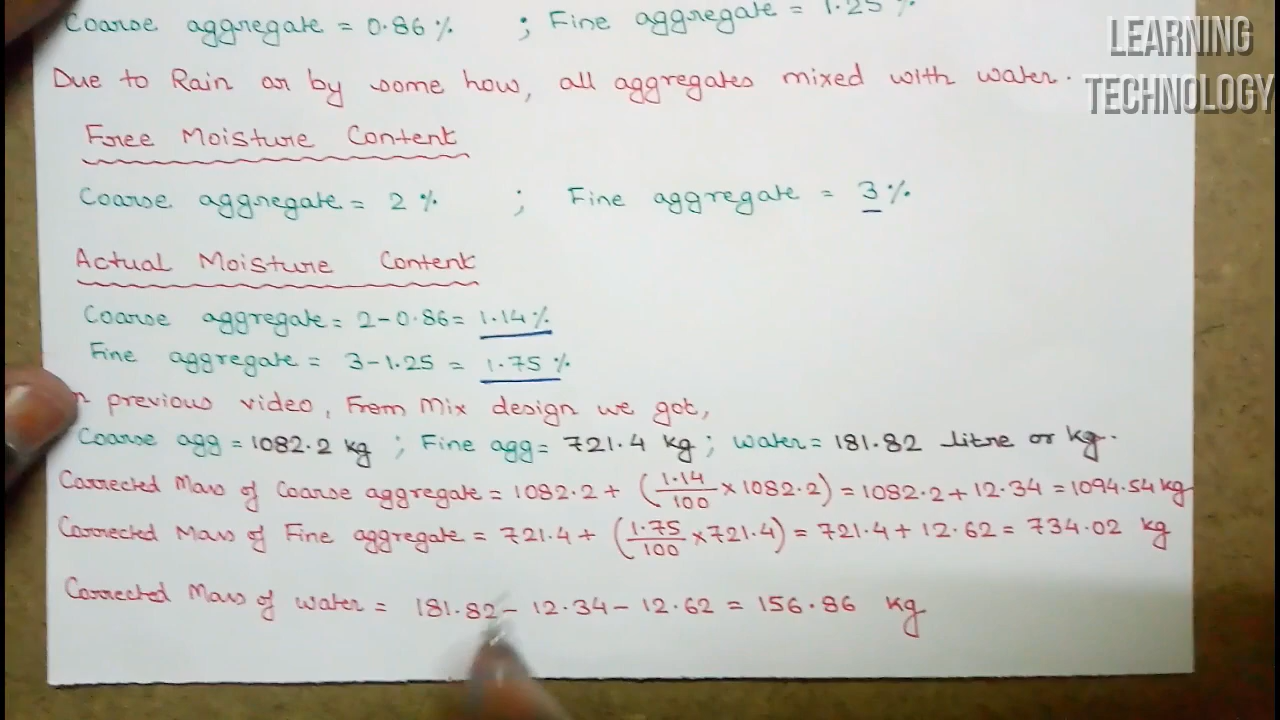 Coarse aggregate = 0.86% ; Fine aggregate = 1.25%
LEARNING
TECHNOLOGY
Due to Rain or by some how, all aggregates mixed with water.
Free Moisture Content
Coarse aggregate = 2% ; Fine aggregate = 3%
Actual Moisture Content
Coarse aggregate = 2-0.86= 1.14%
Fine aggregate = 3-1.25 = 1.75%
previous video, From Mix design we got,
Coarse agg = 1082.2 kg ; Fine agg = 721.4 kg ; water = 181.82 litre or kg.
Corrected Mass of Coarse aggregate = 1082.2 + (1.14/100 × 1082.2) = 1082.2 + 12.34 = 1094.54 kg
Corrected Mass of Fine aggregate = 721.4 + (1.75/100 × 721.4) = 721.4 + 12.62 = 734.02 kg
Corrected Mass of water = 181.82 - 12.34 - 12.62 = 156.86 kg